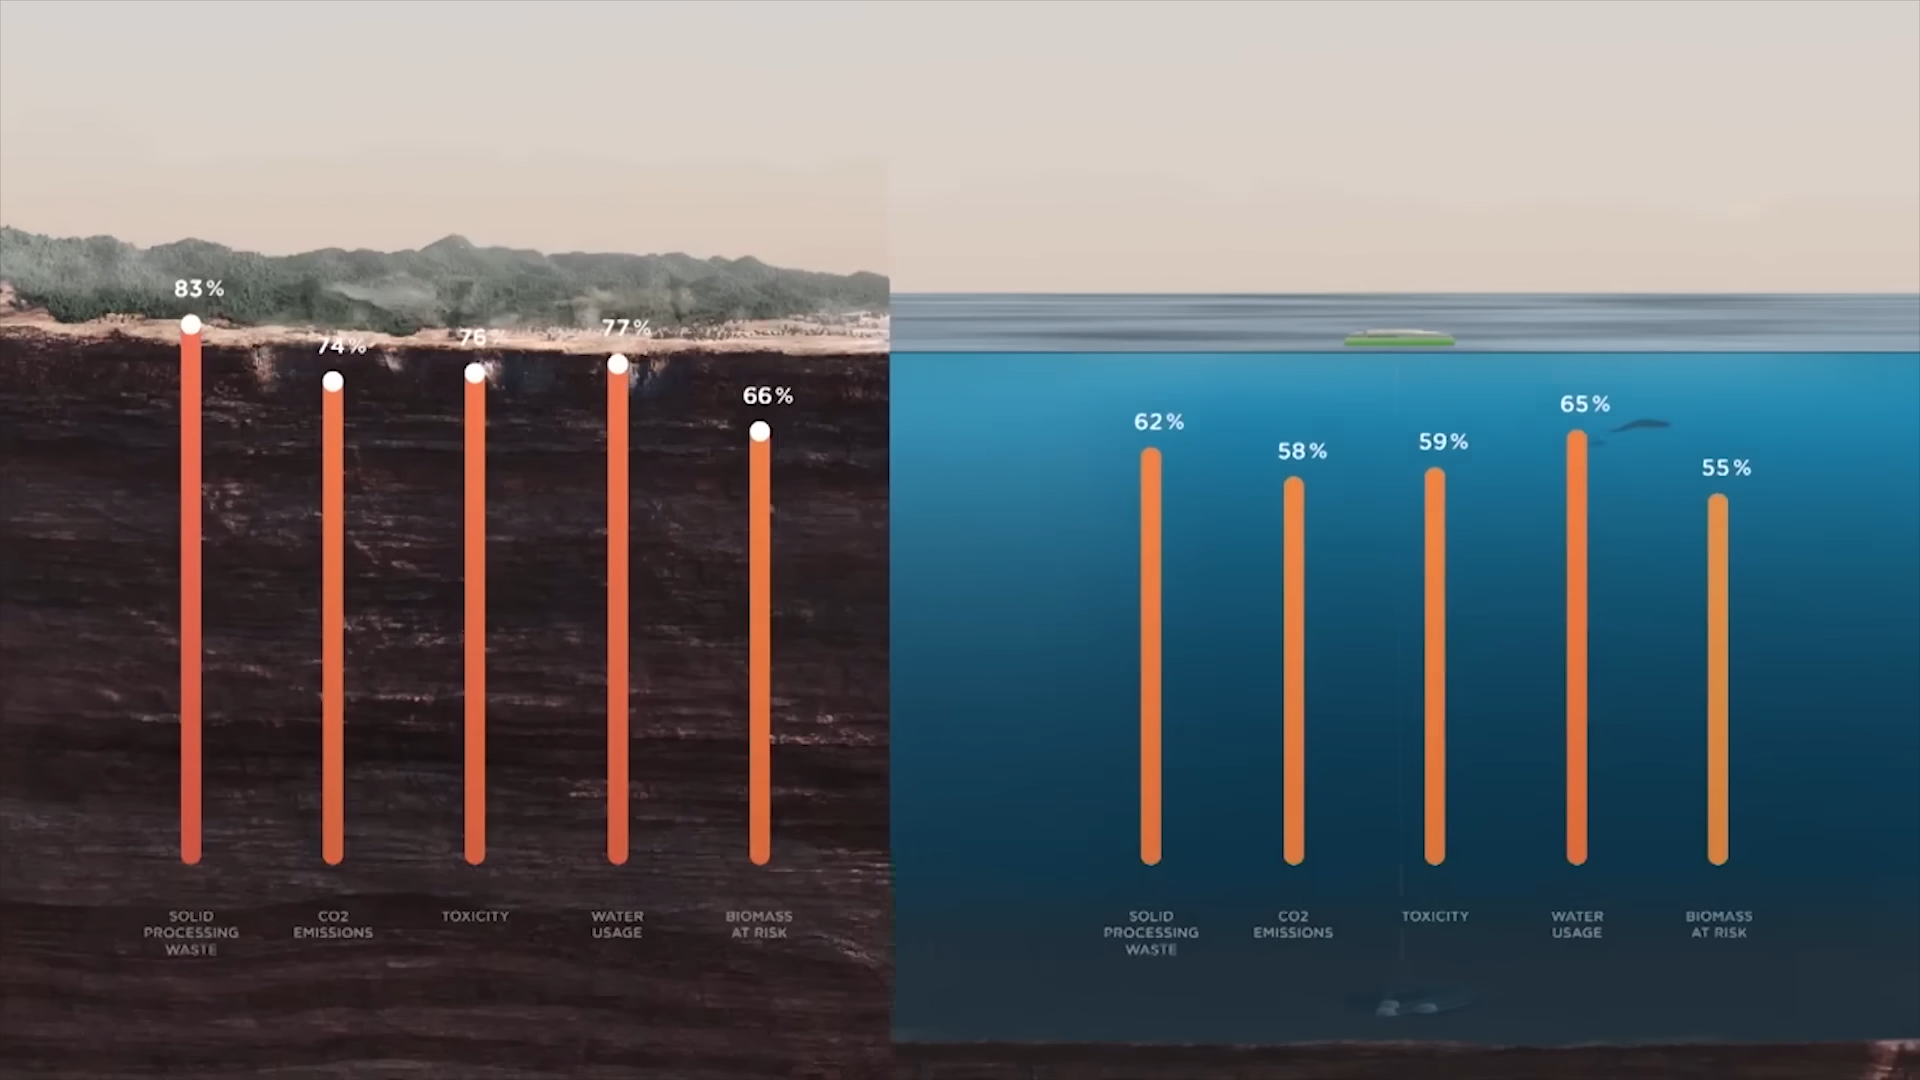 83%
74%
76%
77%
66%
SOLID
PROCESSING
WASTE
CO2
EMISSIONS
TOXICITY
WATER
USAGE
BIOMASS
AT RISK
62%
58%
59%
65%
55%
SOLID
PROCESSING
WASTE
CO2
EMISSIONS
TOXICITY
WATER
USAGE
BIOMASS
AT RISK